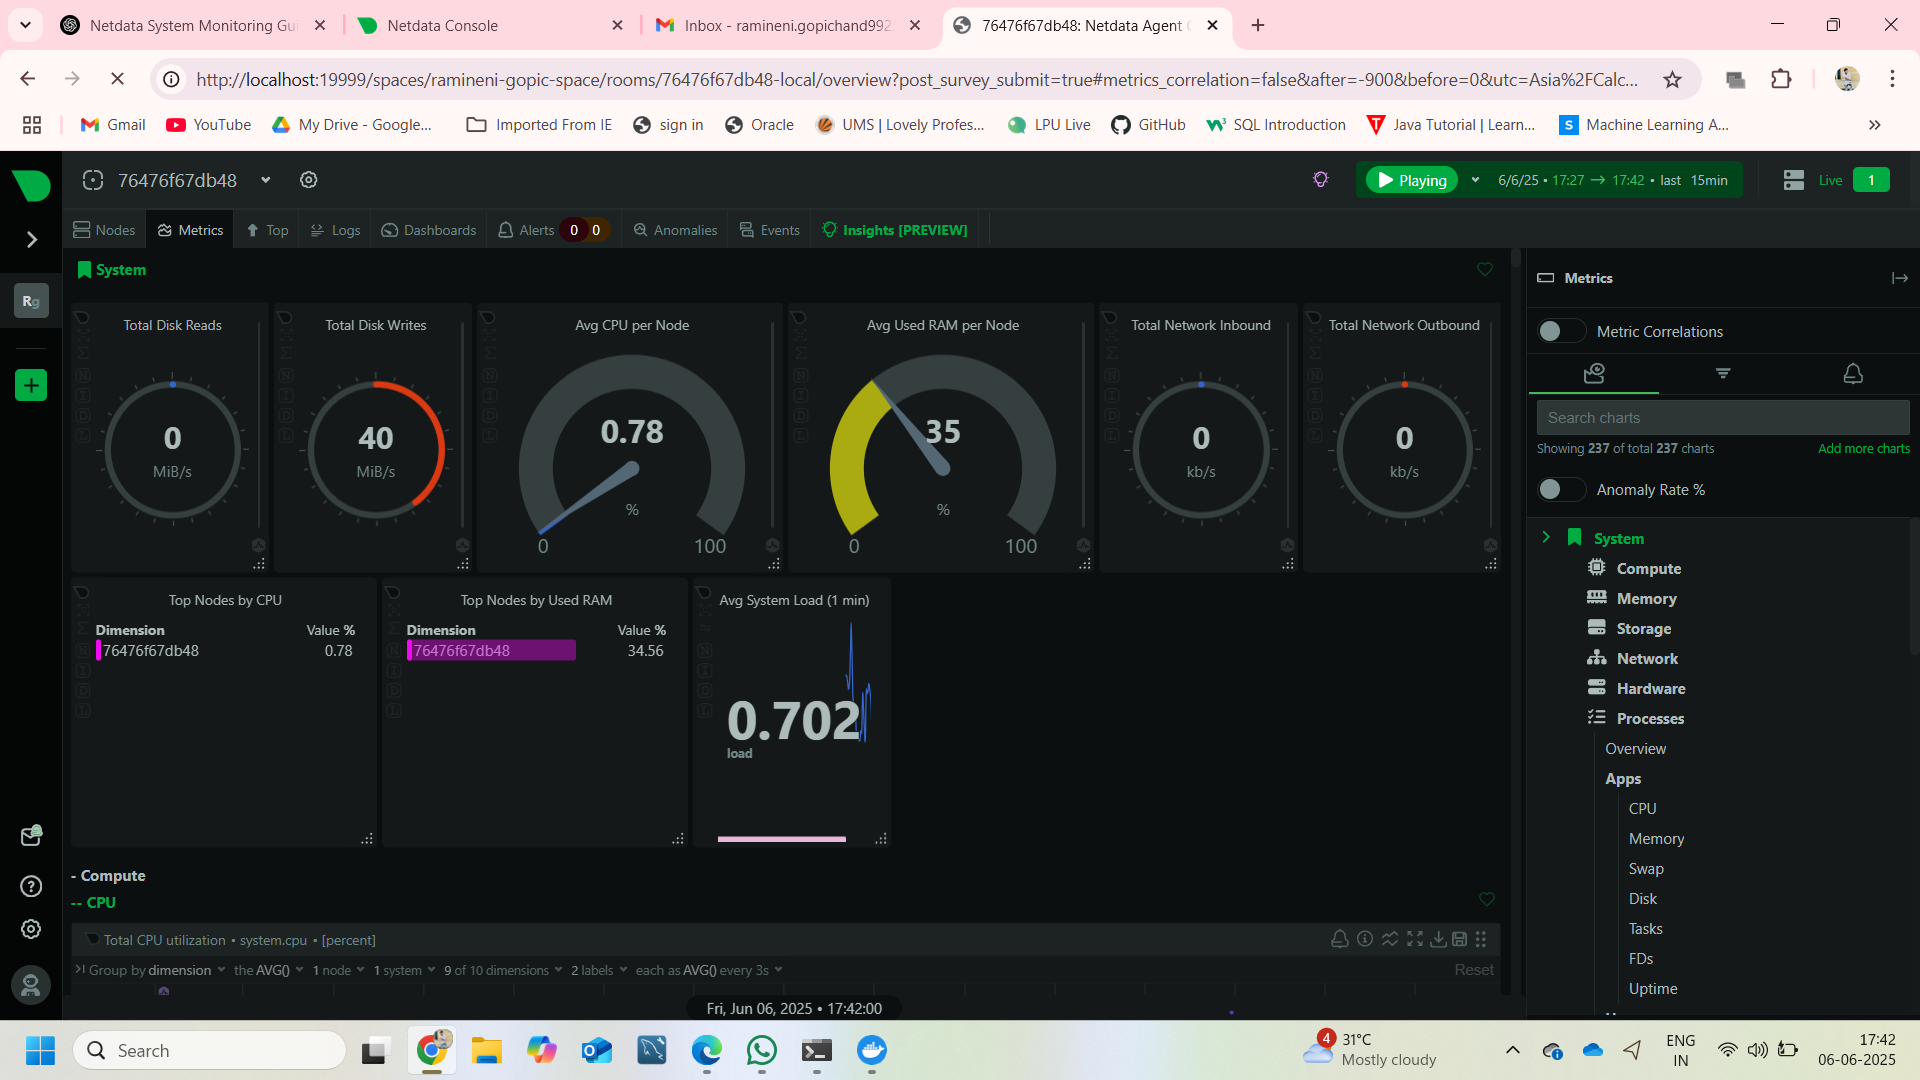 Netdata System Monitoring Gui
Netdata Console
Inbox - ramineni.gopichand992
76476f67db48: Netdata Agent C
http://localhost:19999/spaces/ramineni-gopic-space/rooms/76476f67db48-local/overview?post_survey_submit=true#metrics_correlation=false&after=-900&before=0&utc=Asia%2FCalc...
Gmail
YouTube
My Drive - Google...
Imported From IE
sign in
Oracle
UMS | Lovely Profes...
LPU Live
GitHub
SQL Introduction
Java Tutorial | Learn...
Machine Learning A...
76476f67db48
Playing
6/6/25 • 17:27 → 17:42 • last 15min
Live
1
Nodes
Metrics
Top
Logs
Dashboards
Alerts 0 0
Anomalies
Events
Insights [PREVIEW]
Rg
System
Total Disk Reads
0
MiB/s
Total Disk Writes
40
MiB/s
Avg CPU per Node
0.78
%
0 100
Avg Used RAM per Node
35
%
0 100
Total Network Inbound
0
kb/s
Total Network Outbound
0
kb/s
Top Nodes by CPU
Dimension Value %
76476f67db48 0.78
Top Nodes by Used RAM
Dimension Value %
76476f67db48 34.56
Avg System Load (1 min)
0.702
load
- Compute
-- CPU
Total CPU utilization • system.cpu • [percent]
Group by dimension the AVG() 1 node 1 system 9 of 10 dimensions 2 labels each as AVG() every 3s
Reset
Fri, Jun 06, 2025 • 17:42:00
Metrics
Metric Correlations
Search charts
Showing 237 of total 237 charts
Add more charts
Anomaly Rate %
System
Compute
Memory
Storage
Network
Hardware
Processes
Overview
Apps
CPU
Memory
Swap
Disk
Tasks
FDs
Uptime
Search
4
31°C
Mostly cloudy
ENG
IN
17:42
06-06-2025